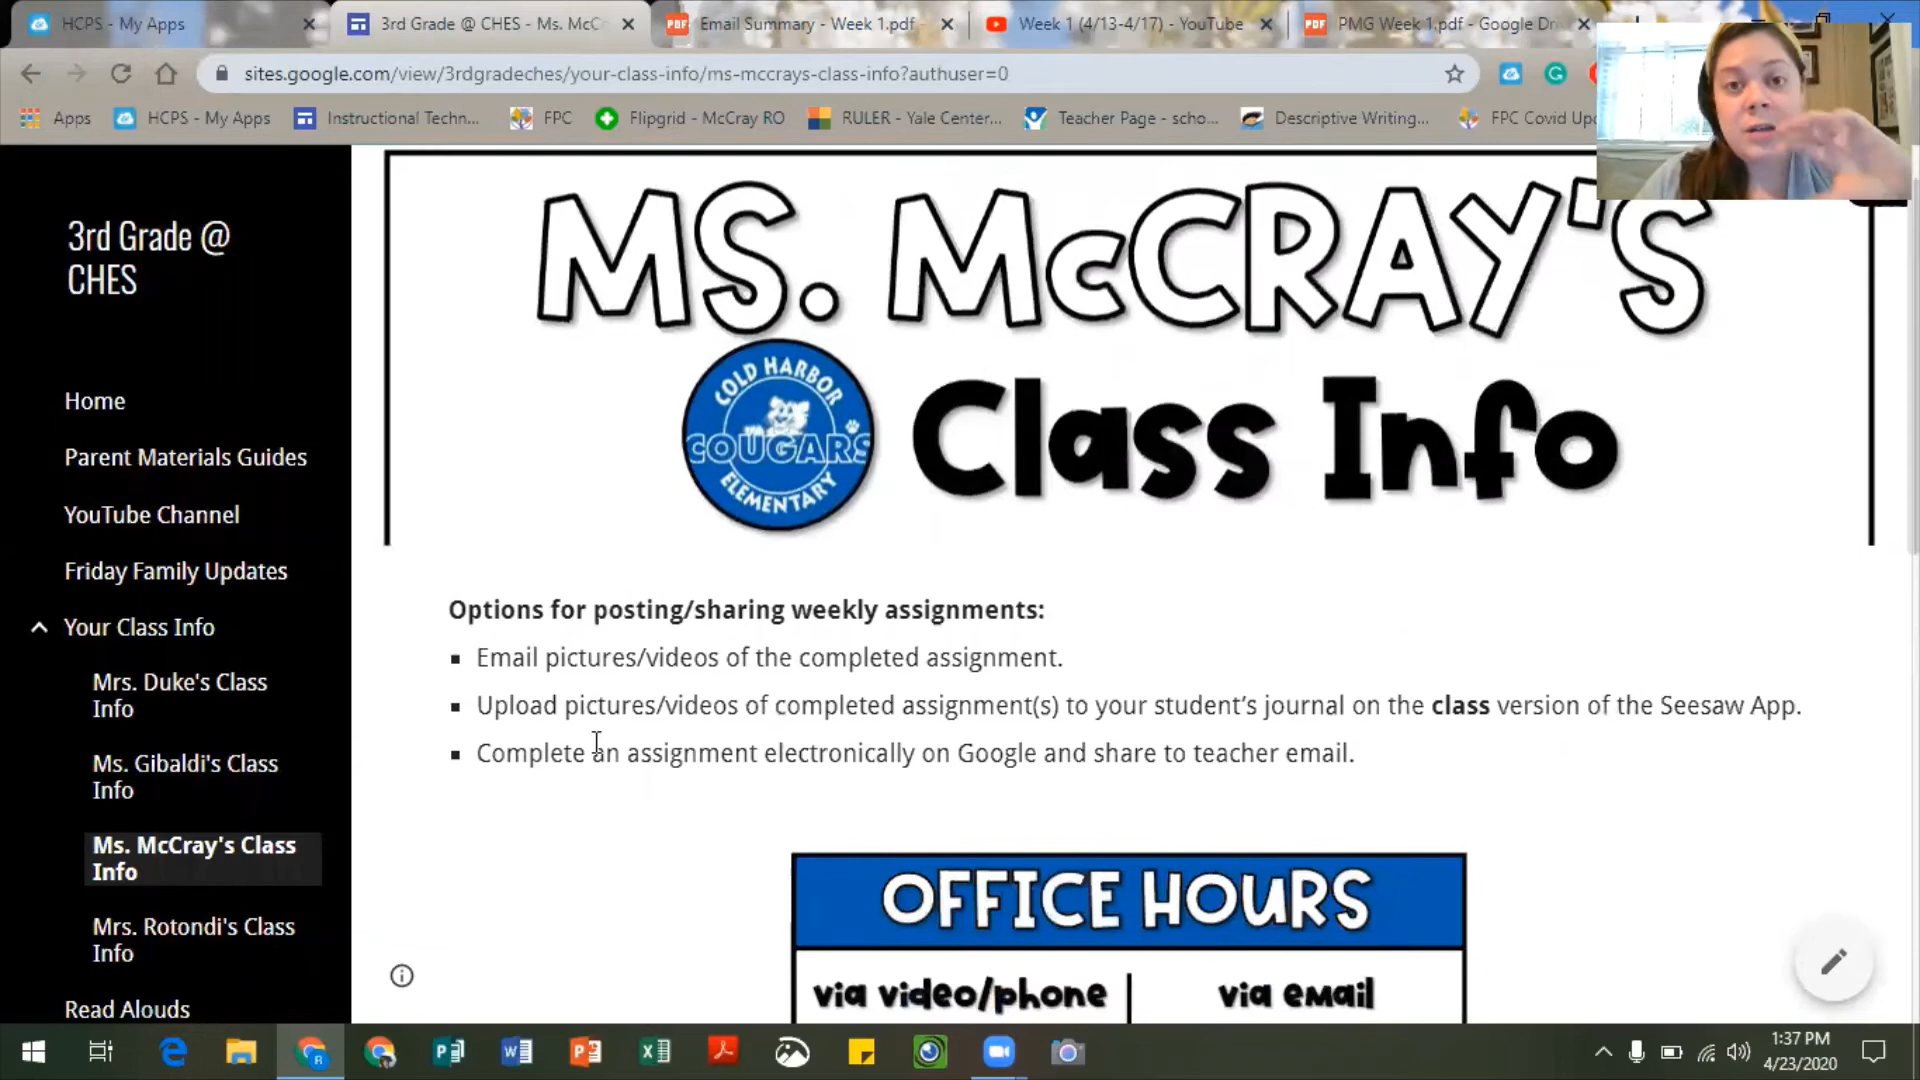 HCPS - My Apps
3rd Grade @ CHES - Ms. McC
Email Summary - Week 1.pdf
Week 1 (4/13-4/17) - YouTube
PMG Week 1.pdf - Google Dr
sites.google.com/view/3rdgradeches/your-class-info/ms-mccrays-class-info?authuser=0
Apps
HCPS - My Apps
Instructional Techn...
FPC
Flipgrid - McCray RO
RULER - Yale Center...
Teacher Page - scho...
Descriptive Writing...
FPC Covid Up
3rd Grade @
CHES
Home
Parent Materials Guides
YouTube Channel
Friday Family Updates
Your Class Info
Mrs. Duke's Class
Info
Ms. Gibaldi's Class
Info
Ms. McCray's Class
Info
Mrs. Rotondi's Class
Info
Read Alouds
MS. McCRAY'S
COLD HARBOR
COUGARS
ELEMENTARY
Class Info
Options for posting/sharing weekly assignments:
▪ Email pictures/videos of the completed assignment.
▪ Upload pictures/videos of completed assignment(s) to your student's journal on the class version of the Seesaw App.
▪ Complete an assignment electronically on Google and share to teacher email.
OFFICE HOURS
via video/phone
via email
1:37 PM
4/23/2020